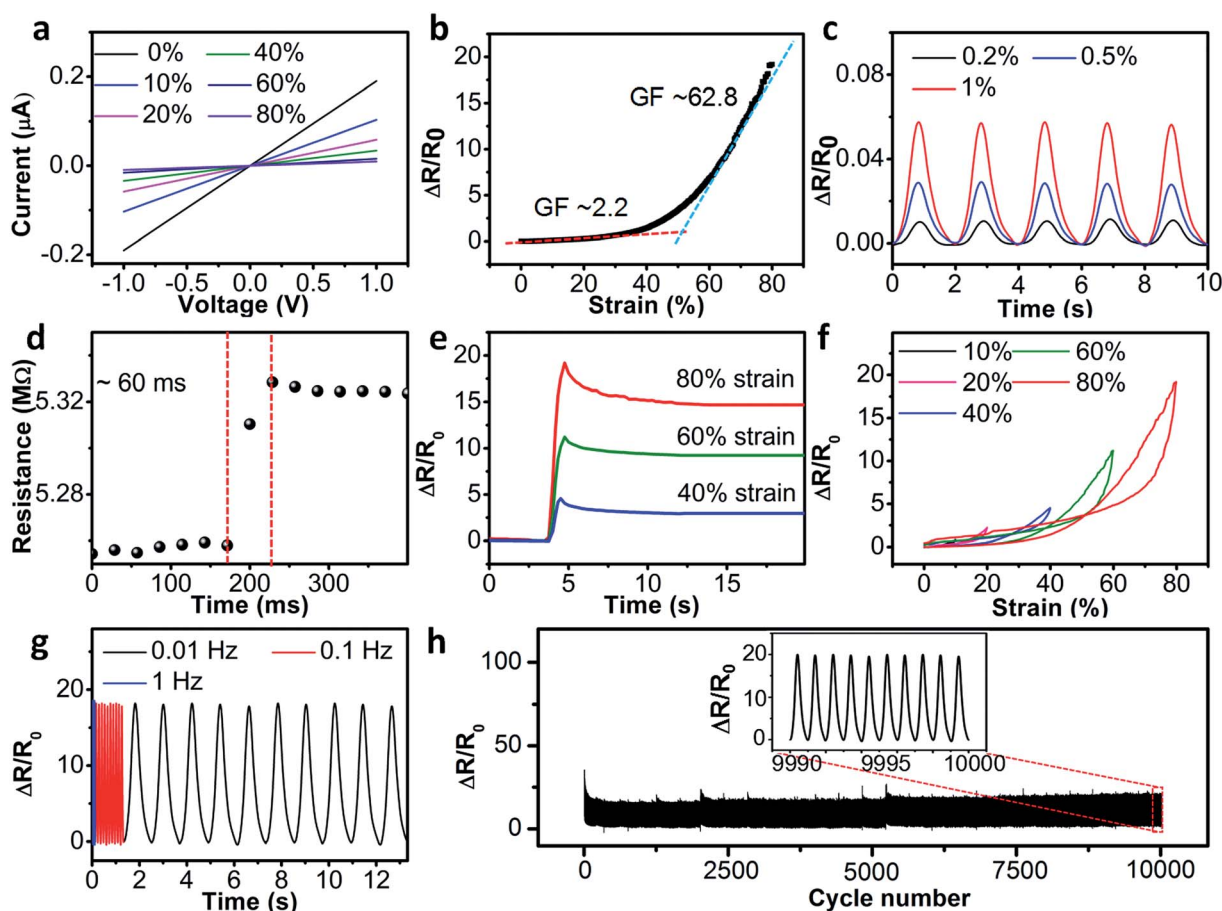 a
0% 40%
10% 60%
20% 80%
0.2
0.0
-0.2
Current (μA)
-1.0 -0.5 0.0 0.5 1.0
Voltage (V)
b
GF ~62.8
GF ~2.2
20
15
10
5
0
ΔR/R0
0 20 40 60 80
Strain (%)
c
0.2% 0.5%
1%
0.08
0.04
0.00
ΔR/R0
0 2 4 6 8 10
Time (s)
d
~ 60 ms
5.32
5.28
Resistance (MΩ)
0 100 200 300
Time (ms)
e
80% strain
60% strain
40% strain
20
15
10
5
0
ΔR/R₀
0 5 10 15
Time (s)
f
10% 60%
20% 80%
40%
20
15
10
5
0
ΔR/R₀
0 20 40 60 80
Strain (%)
g
0.01 Hz 0.1 Hz
1 Hz
27
18
9
0
ΔR/R₀
0 2 4 6 8 10 12
Time (s)
h
100
75
50
25
0
ΔR/R₀
20
10
0
ΔR/R₀
9990 9995 10000
0 2500 5000 7500 10000
Cycle number